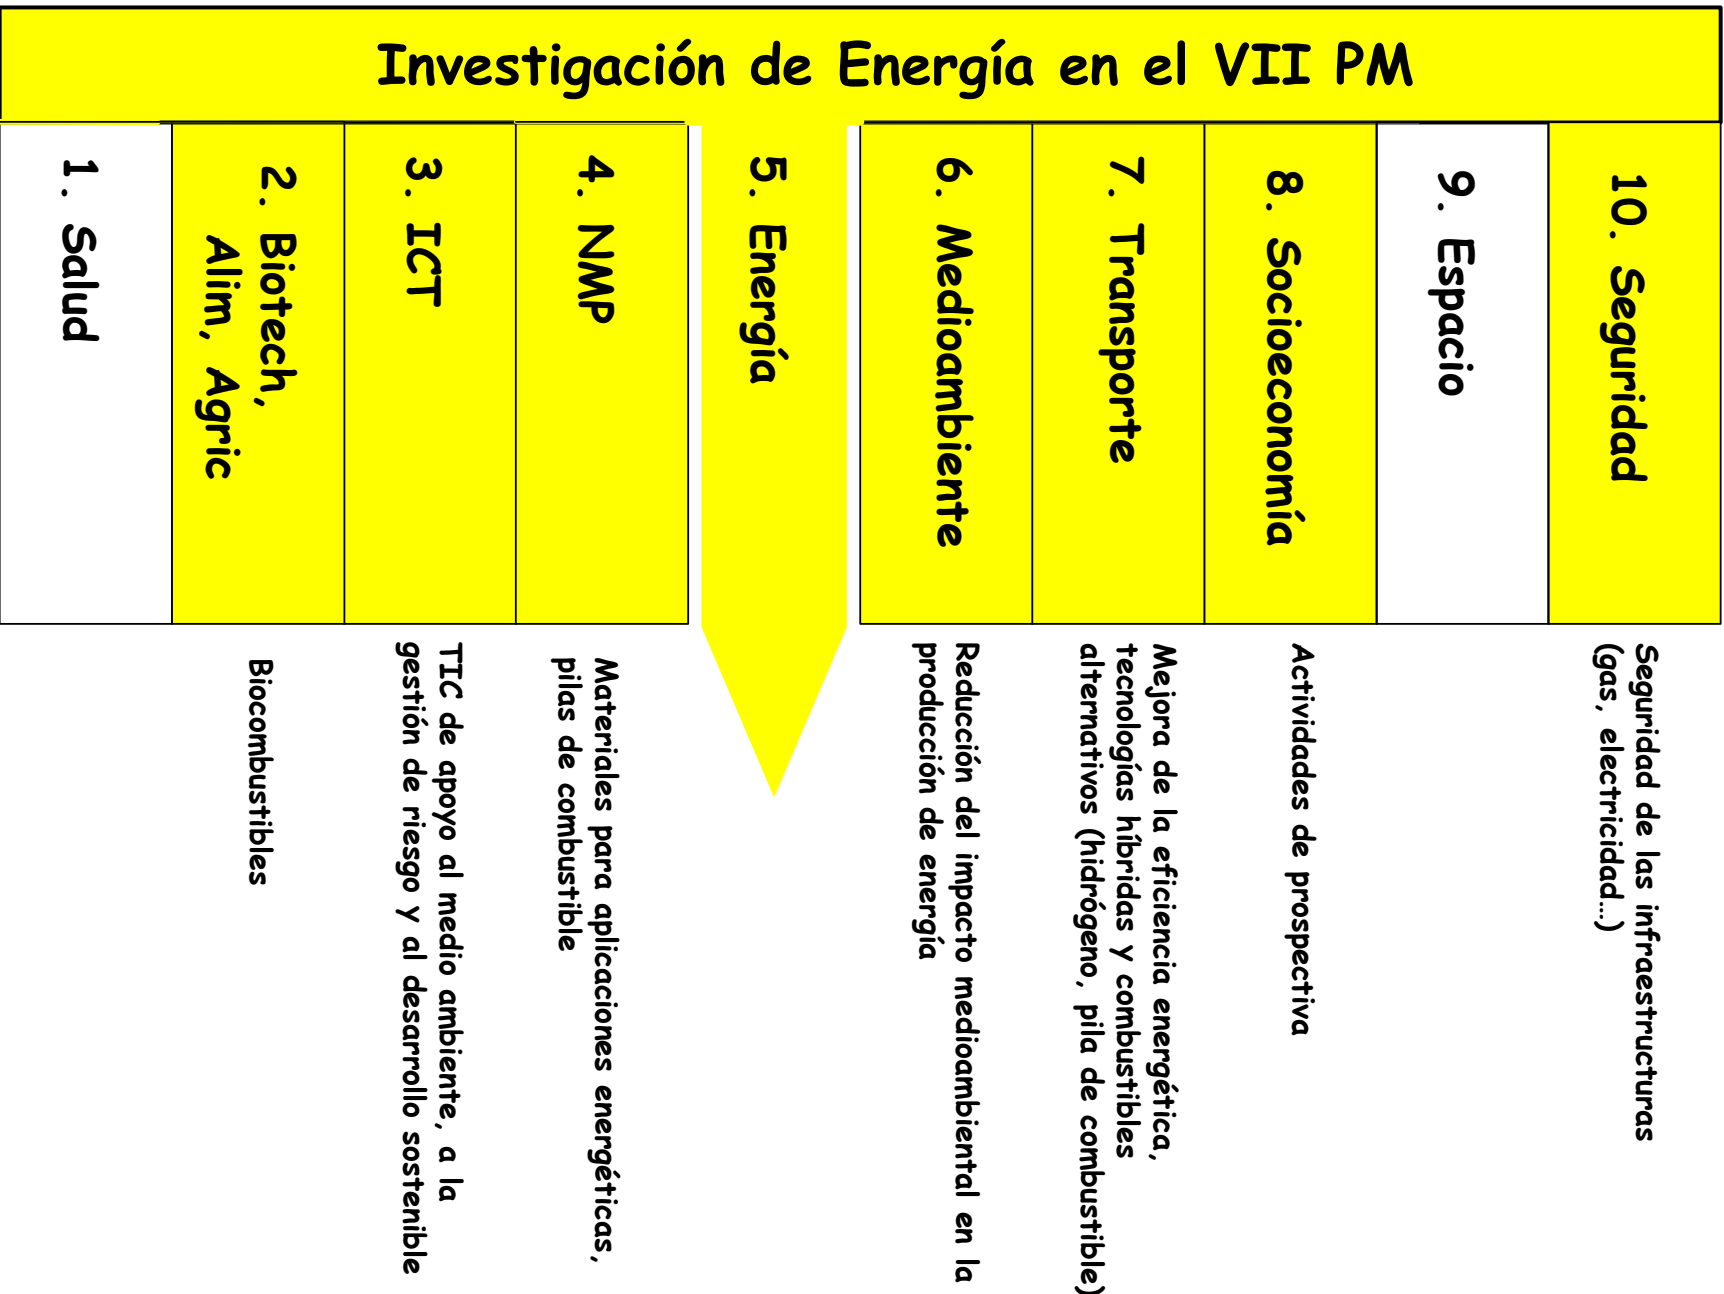 Investigación de Energía en el VII PM
1. Salud
2. Biotech,
Alim, Agric
3. ICT
4. NMP
5. Energía
6. Medioambiente
7. Transporte
8. Socioeconomía
9. Espacio
10. Seguridad
Biocombustibles
TIC de apoyo al medio ambiente, a la
gestión de riesgo y al desarrollo sostenible
Materiales para aplicaciones energéticas,
pilas de combustible
Reducción del impacto medioambiental en la
producción de energía
Mejora de la eficiencia energética,
tecnologías híbridas y combustibles
alternativos (hidrógeno, pila de combustible)
Actividades de prospectiva
Seguridad de las infraestructuras
(gas, electricidad…)